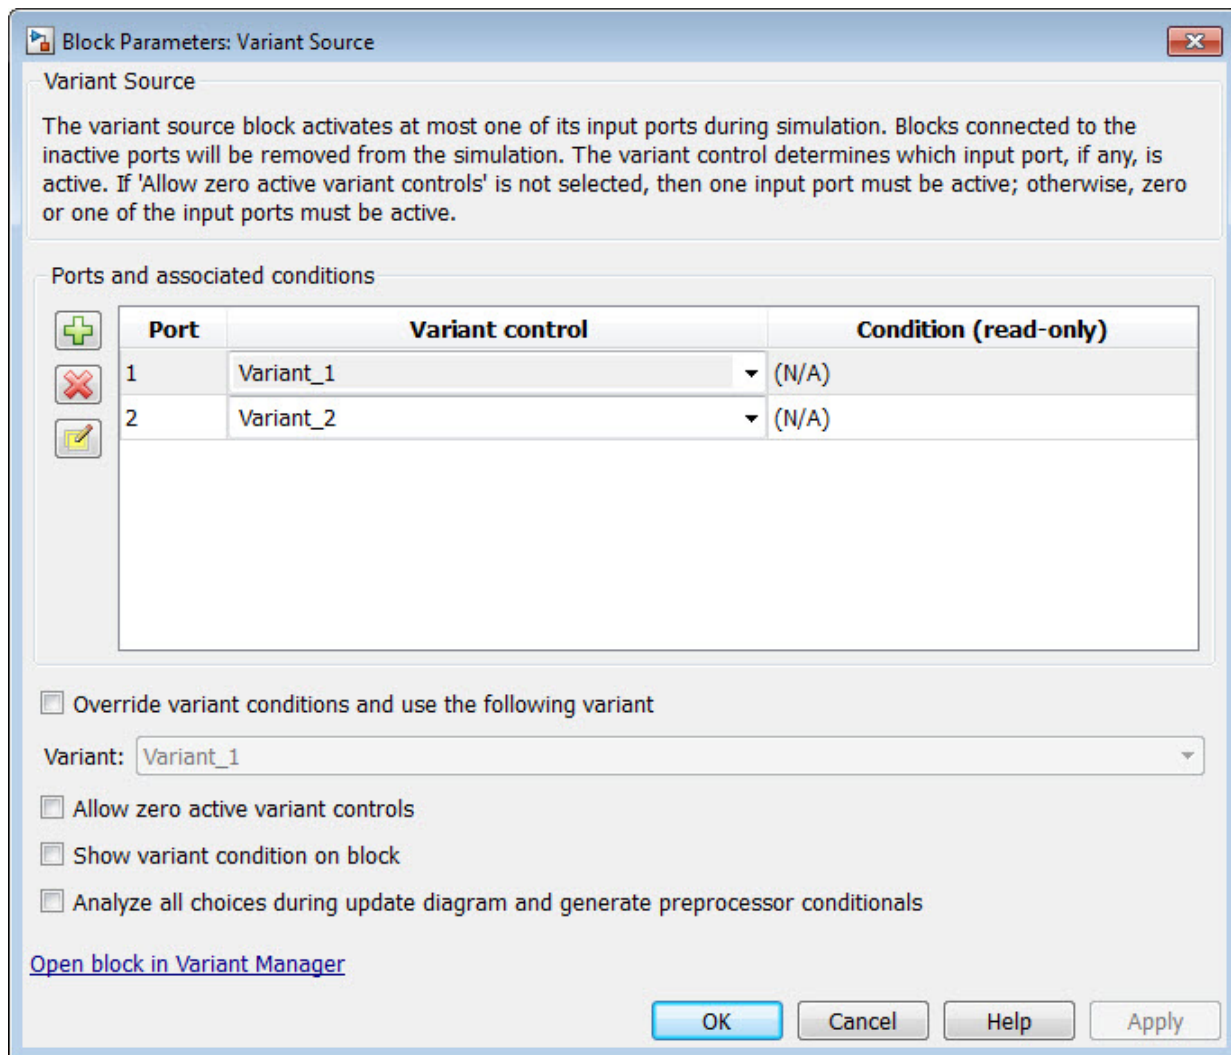 Block Parameters: Variant Source
Variant Source
The variant source block activates at most one of its input ports during simulation. Blocks connected to the
inactive ports will be removed from the simulation. The variant control determines which input port, if any, is
active. If 'Allow zero active variant controls' is not selected, then one input port must be active; otherwise, zero
or one of the input ports must be active.
Ports and associated conditions
Port Variant control Condition (read-only)
1 Variant_1 (N/A)
2 Variant_2 (N/A)
Override variant conditions and use the following variant
Variant: Variant_1
Allow zero active variant controls
Show variant condition on block
Analyze all choices during update diagram and generate preprocessor conditionals
Open block in Variant Manager
OK Cancel Help Apply